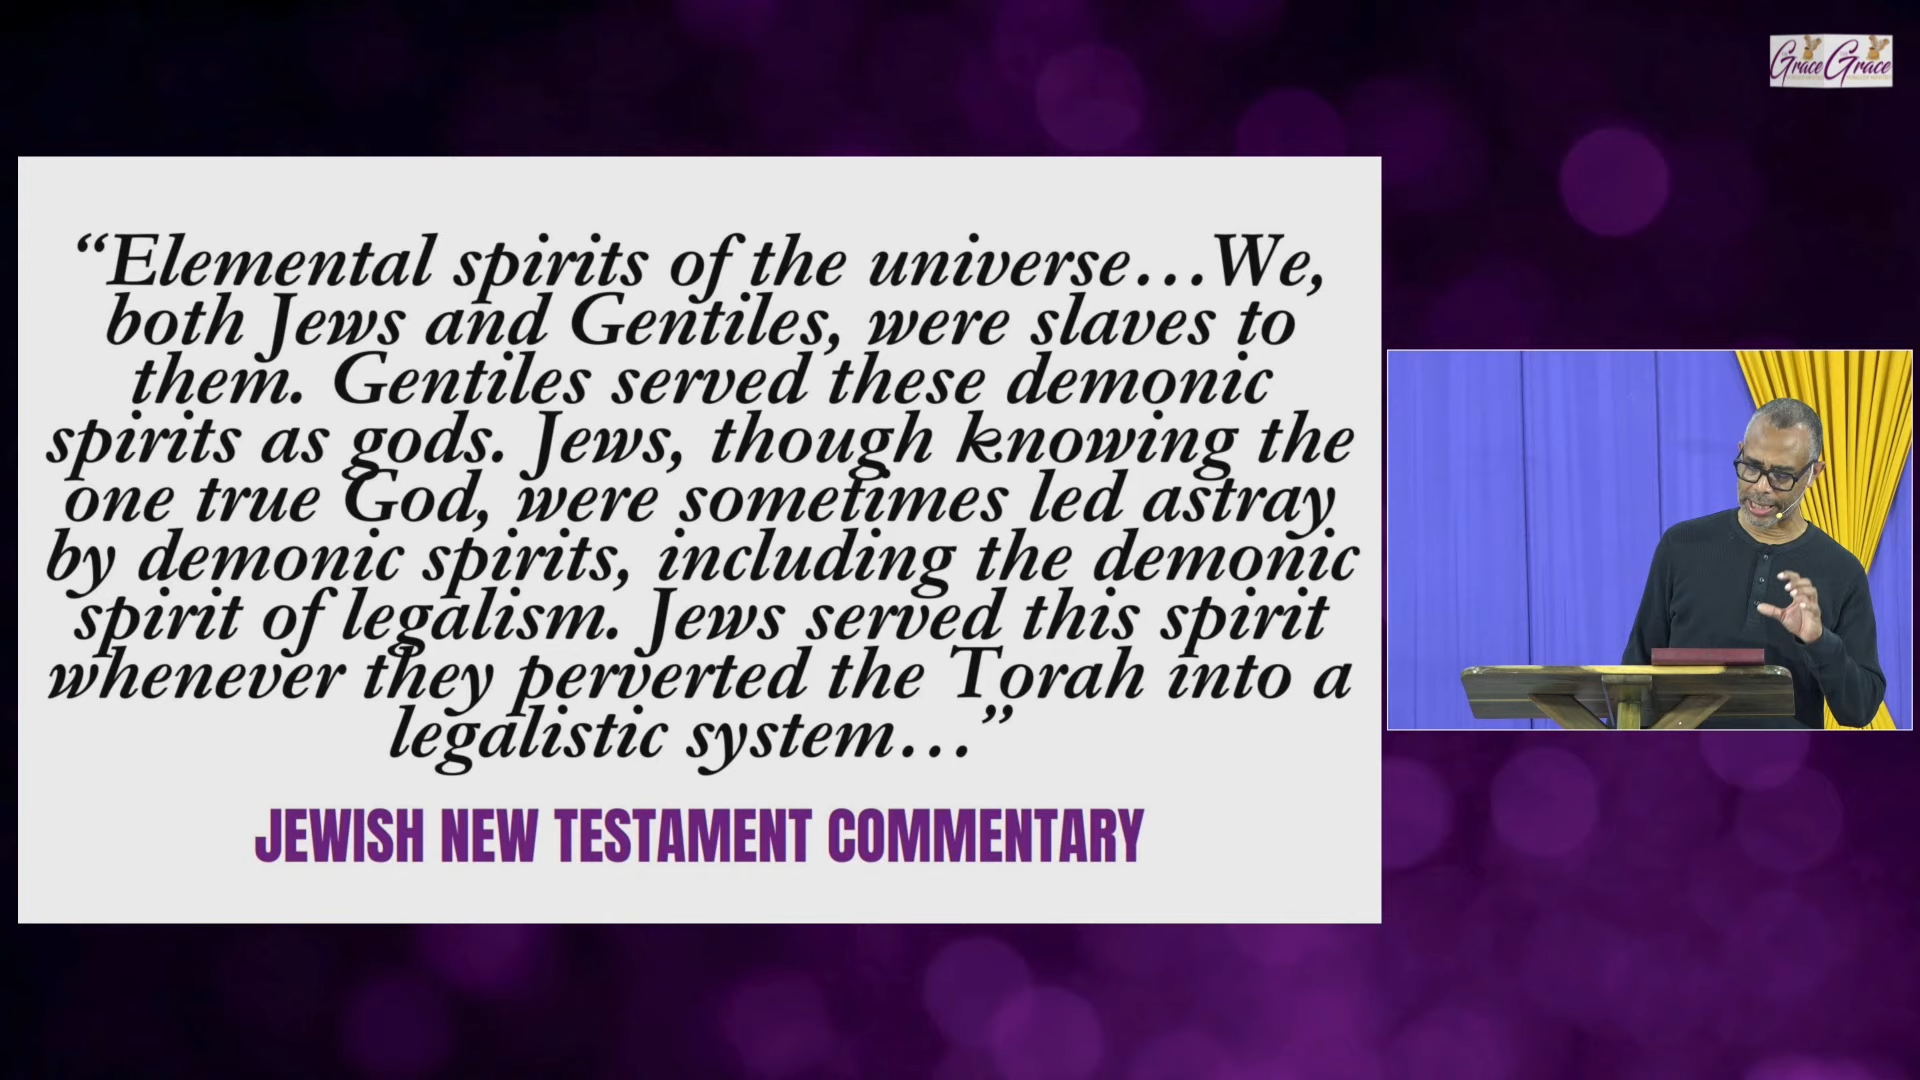 Grace Grace
“Elemental spirits of the universe…We,
both Jews and Gentiles, were slaves to
them. Gentiles served these demonic
spirits as gods. Jews, though knowing the
one true God, were sometimes led astray
by demonic spirits, including the demonic
spirit of legalism. Jews served this spirit
whenever they perverted the Torah into a
legalistic system…”
JEWISH NEW TESTAMENT COMMENTARY